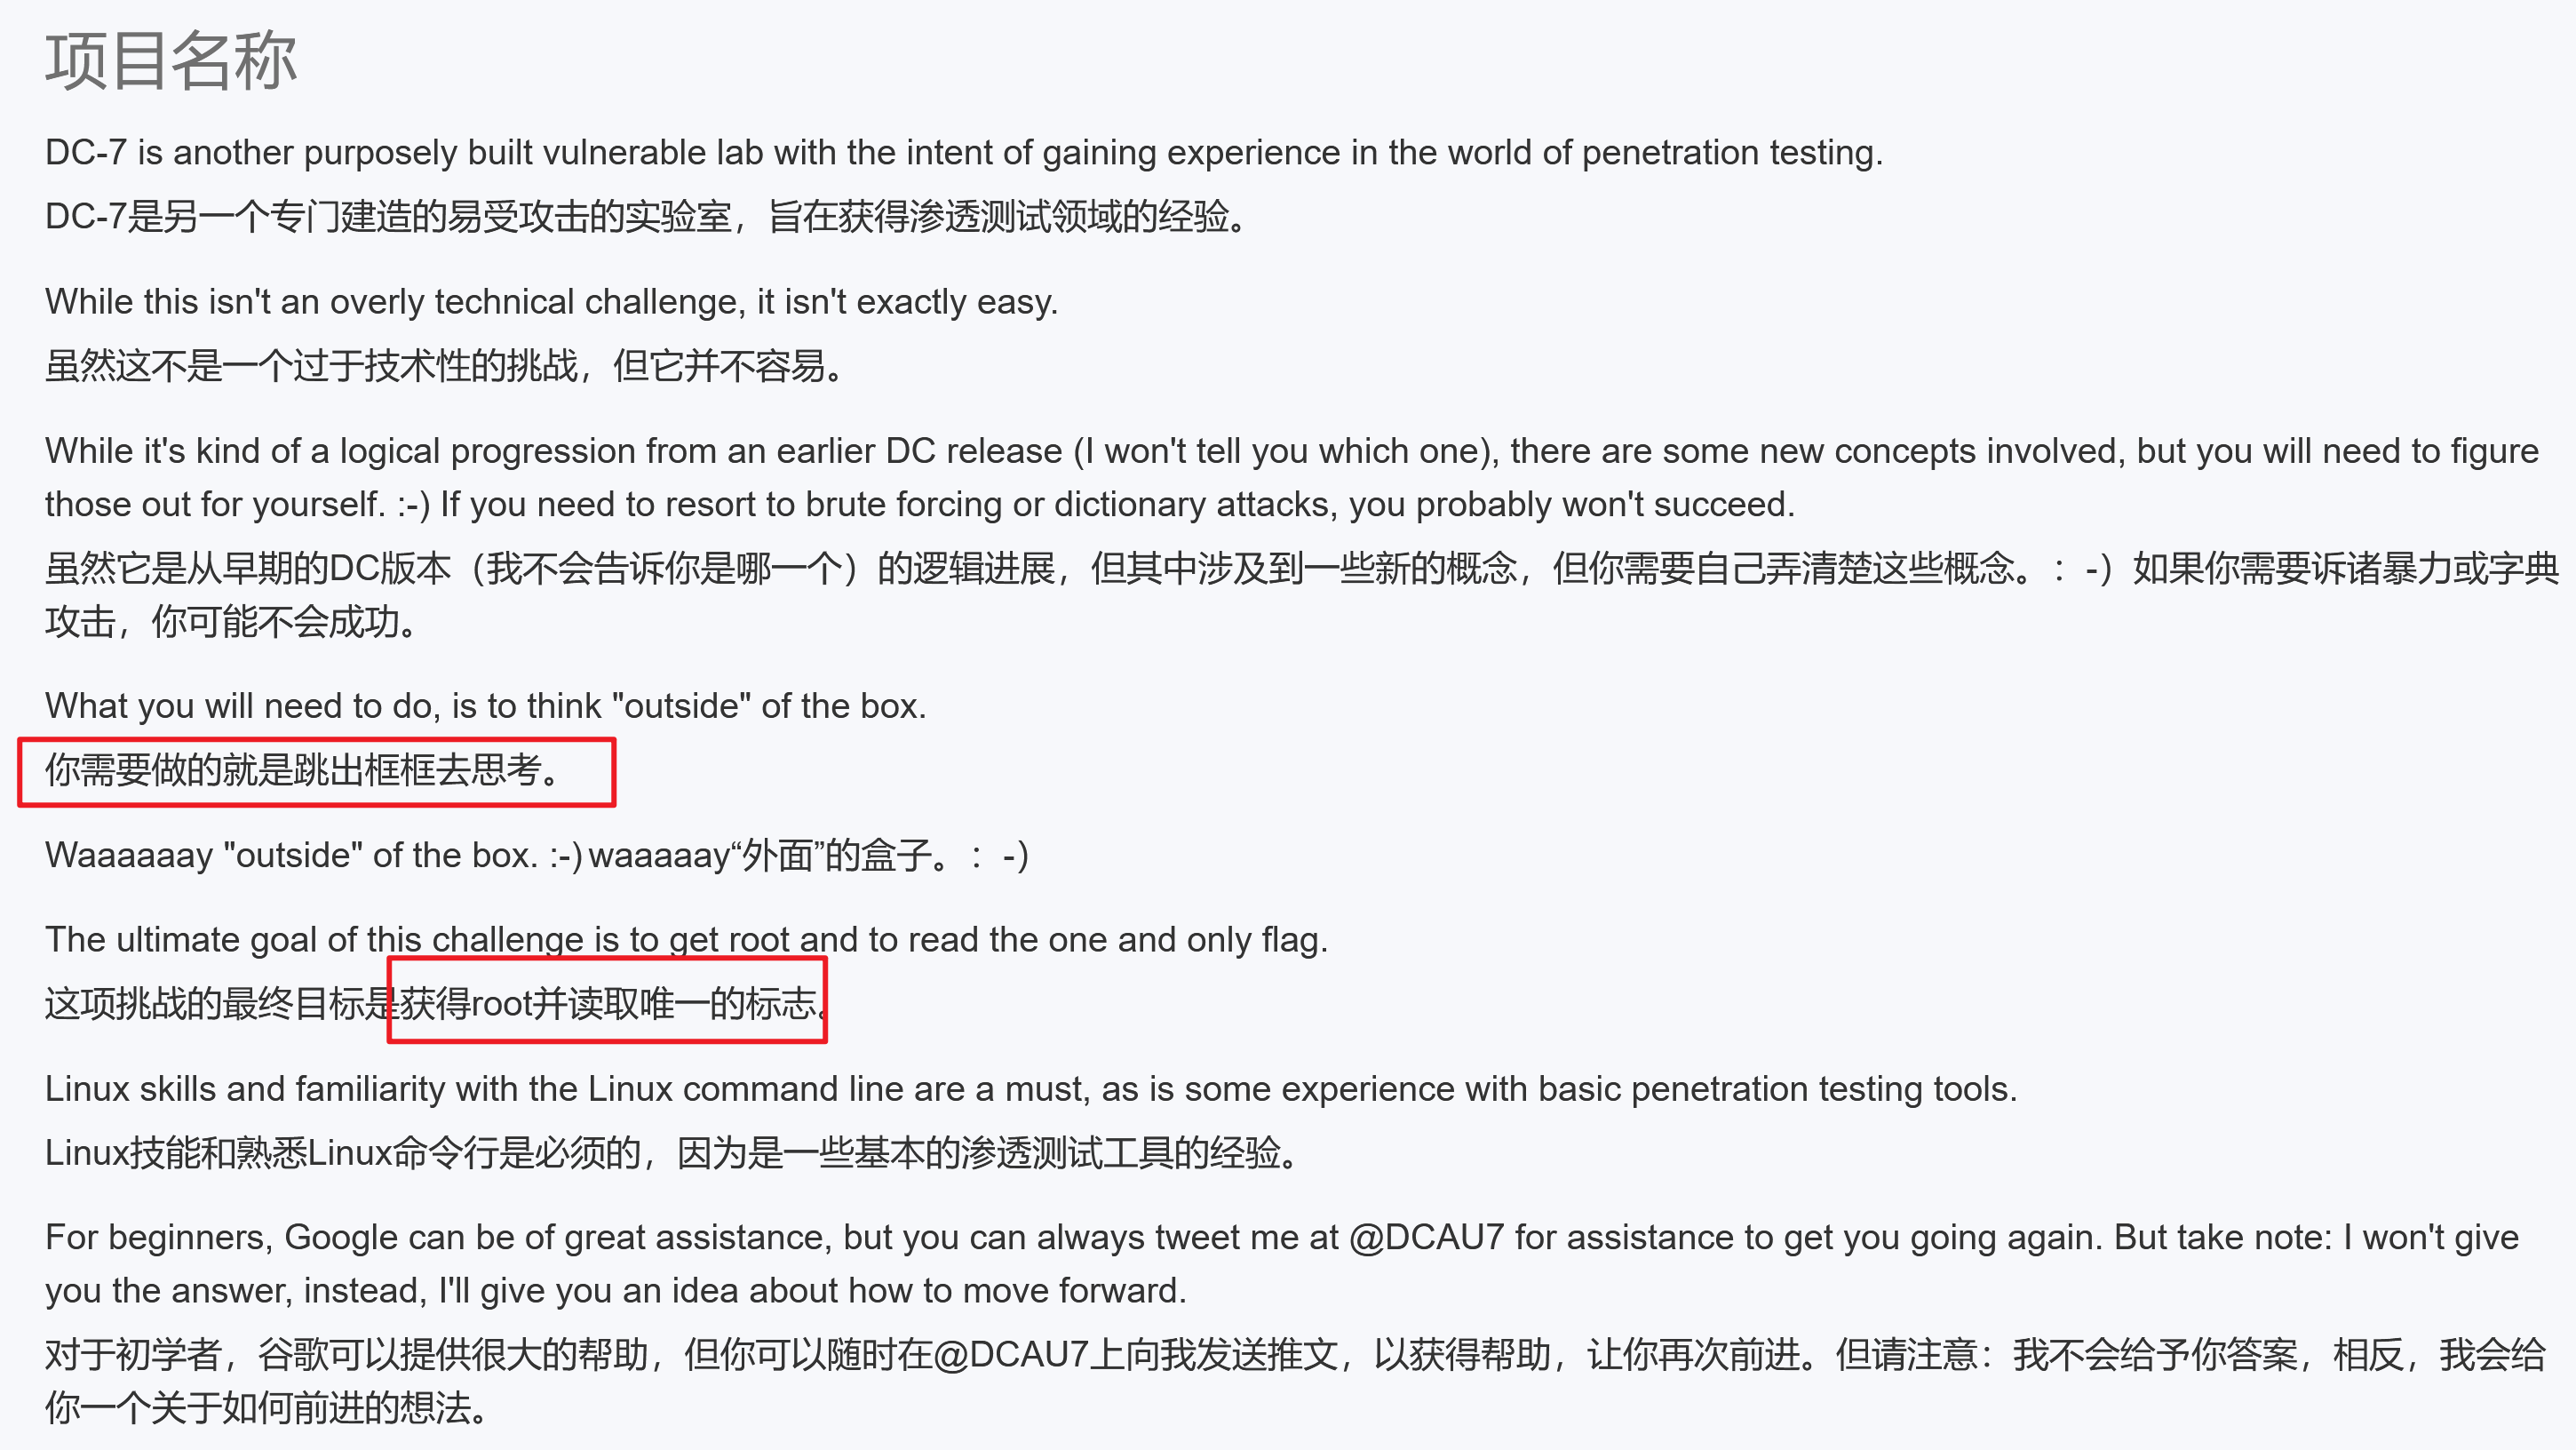 项目名称
DC-7 is another purposely built vulnerable lab with the intent of gaining experience in the world of penetration testing.
DC-7是另一个专门建造的易受攻击的实验室，旨在获得渗透测试领域的经验。
While this isn't an overly technical challenge, it isn't exactly easy.
虽然这不是一个过于技术性的挑战，但它并不容易。
While it's kind of a logical progression from an earlier DC release (I won't tell you which one), there are some new concepts involved, but you will need to figure
those out for yourself. :-) If you need to resort to brute forcing or dictionary attacks, you probably won't succeed.
虽然它是从早期的DC版本（我不会告诉你是哪一个）的逻辑进展，但其中涉及到一些新的概念，但你需要自己弄清楚这些概念。：-）如果你需要诉诸暴力或字典
攻击，你可能不会成功。
What you will need to do, is to think "outside" of the box.
你需要做的就是跳出框框去思考。
Waaaaaay "outside" of the box. :-) waaaaay“外面”的盒子。：-）
The ultimate goal of this challenge is to get root and to read the one and only flag.
这项挑战的最终目标是获得root并读取唯一的标志。
Linux skills and familiarity with the Linux command line are a must, as is some experience with basic penetration testing tools.
Linux技能和熟悉Linux命令行是必须的，因为是一些基本的渗透测试工具的经验。
For beginners, Google can be of great assistance, but you can always tweet me at @DCAU7 for assistance to get you going again. But take note: I won't give
you the answer, instead, I'll give you an idea about how to move forward.
对于初学者，谷歌可以提供很大的帮助，但你可以随时在@DCAU7上向我发送推文，以获得帮助，让你再次前进。但请注意：我不会给予你答案，相反，我会给
你一个关于如何前进的想法。